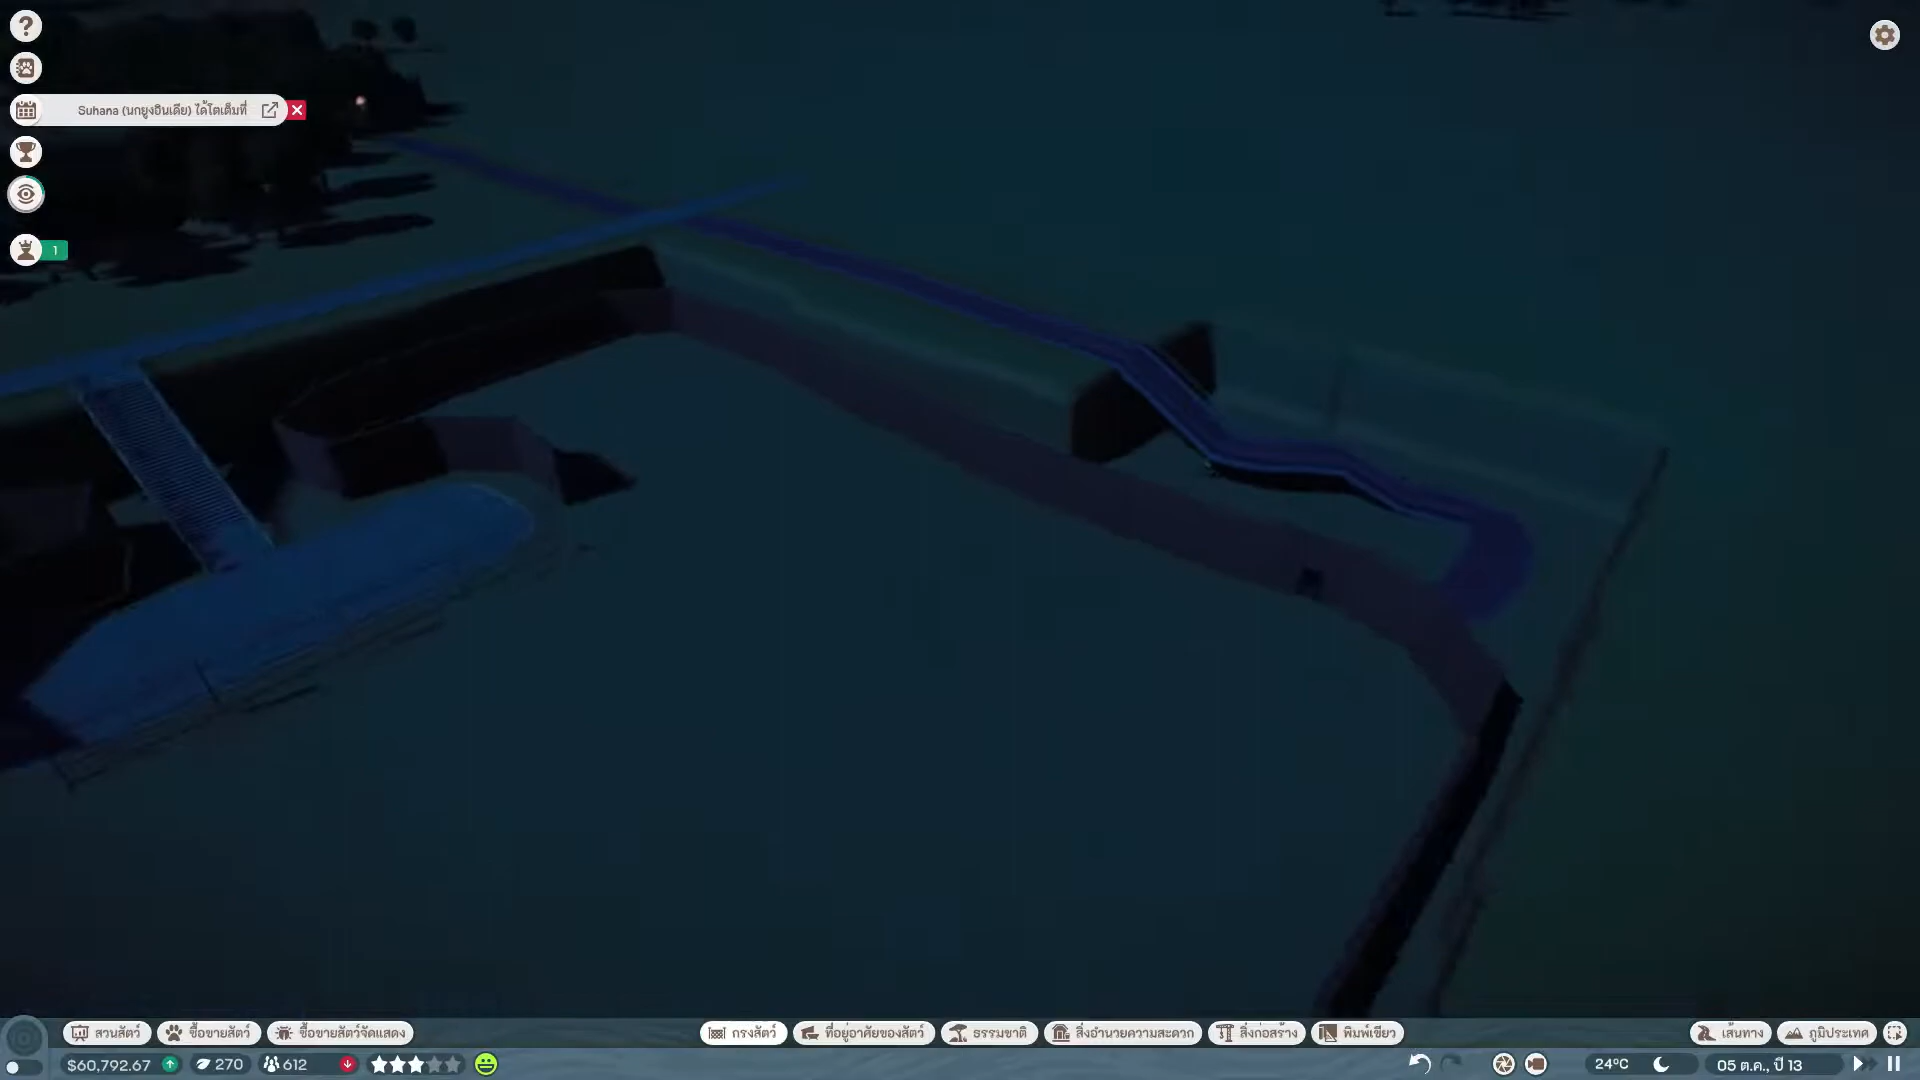 ?
Suhana (นกยูงอินเดีย) ได้โตเต็มที่
1
สวนสัตว์
ซื้อขายสัตว์
ซื้อขายสัตว์จัดแสดง
กรงสัตว์
ที่อยู่อาศัยของสัตว์
ธรรมชาติ
สิ่งอำนวยความสะดวก
สิ่งก่อสร้าง
พิมพ์เขียว
เส้นทาง
ภูมิประเทศ
$60,792.67
270
612
24°C
05 ต.ค., ปี 13